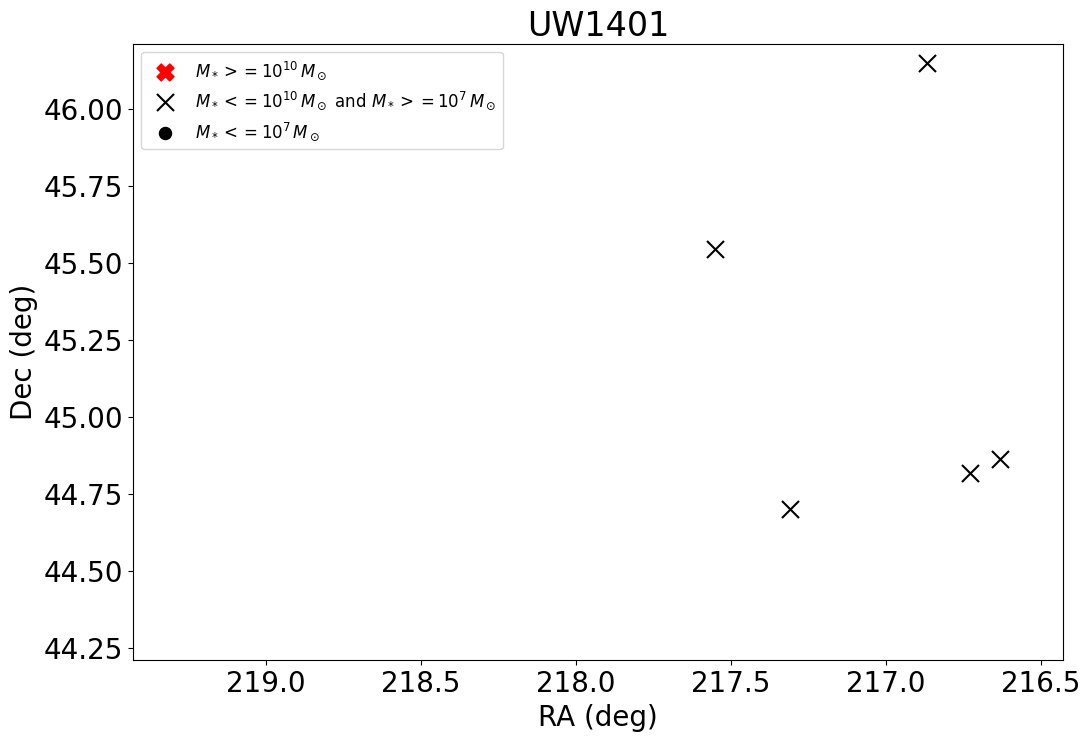 UW1401
M* >= 10^10 M⊙
M* <= 10^10 M⊙ and M* >= 10^7 M⊙
M* <= 10^7 M⊙
46.00
45.75
45.50
45.25
45.00
44.75
44.50
44.25
Dec (deg)
219.0 218.5 218.0 217.5 217.0 216.5
RA (deg)